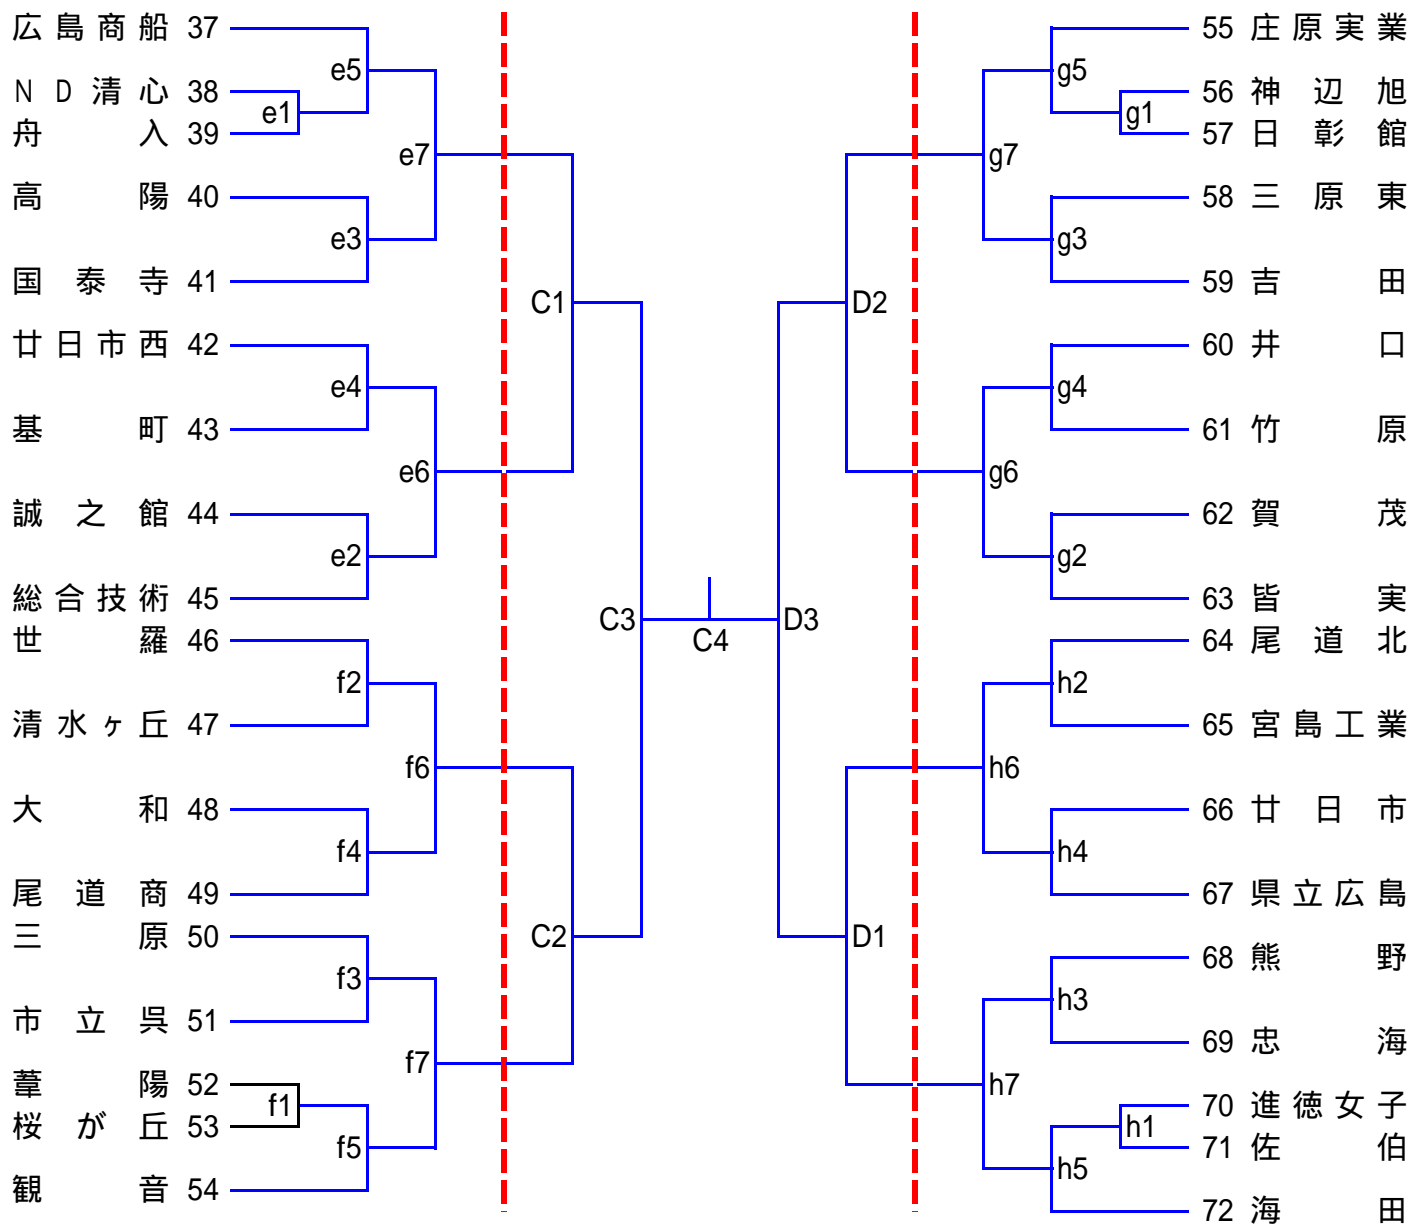 広島商船 37
ND清心 38
舟入 39
高陽 40
国泰寺 41
廿日市西 42
基町 43
誠之館 44
総合技術 45
世羅 46
清水ヶ丘 47
大和 48
尾道商 49
三原 50
市立呉 51
葦陽 52
桜が丘 53
観音 54
e5
e1
e7
e3
e4
e6
e2
f2
f6
f4
f3
f7
f1
f5
C1
C3
C2
C4
D2
D3
D1
g5
g1
g7
g3
g4
g6
g2
h2
h6
h4
h3
h7
h1
h5
55 庄原実業
56 神辺旭
57 日彰館
58 三原東
59 吉田
60 井口
61 竹原
62 賀茂
63 皆実
64 尾道北
65 宮島工業
66 廿日市
67 県立広島
68 熊野
69 忠海
70 進徳女子
71 佐伯
72 海田